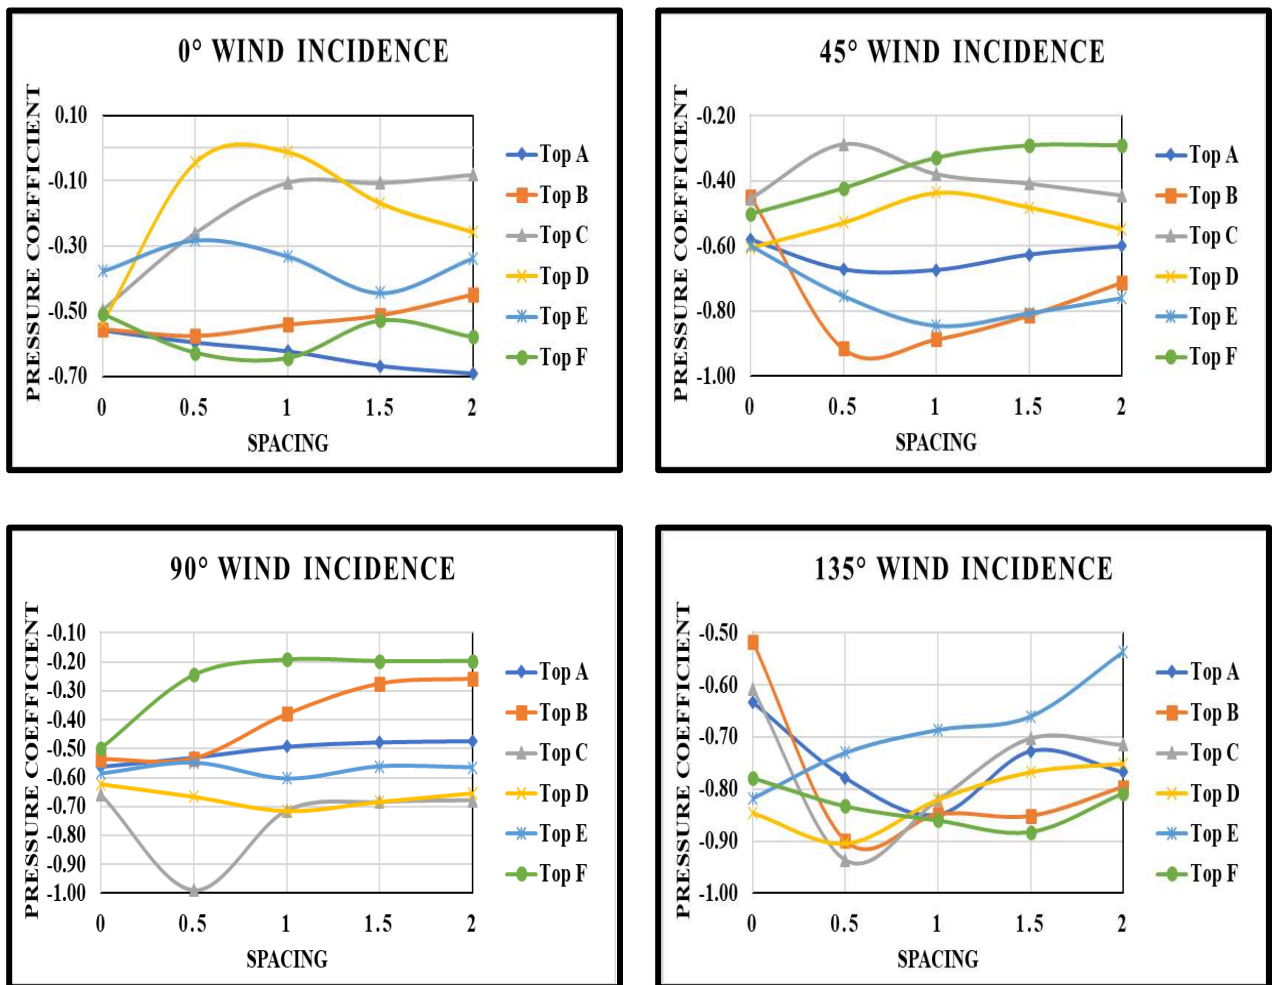 0° WIND INCIDENCE
PRESSURE COEFFICIENT
0.10
-0.10
-0.30
-0.50
-0.70
0 0.5 1 1.5 2
SPACING
Top A
Top B
Top C
Top D
Top E
Top F
45° WIND INCIDENCE
PRESSURE COEFFICIENT
-0.20
-0.40
-0.60
-0.80
-1.00
0 0.5 1 1.5 2
SPACING
Top A
Top B
Top C
Top D
Top E
Top F
90° WIND INCIDENCE
PRESSURE COEFFICIENT
-0.10
-0.20
-0.30
-0.40
-0.50
-0.60
-0.70
-0.80
-0.90
-1.00
0 0.5 1 1.5 2
SPACING
Top A
Top B
Top C
Top D
Top E
Top F
135° WIND INCIDENCE
PRESSURE COEFFICIENT
-0.50
-0.60
-0.70
-0.80
-0.90
-1.00
0 0.5 1 1.5 2
SPACING
Top A
Top B
Top C
Top D
Top E
Top F